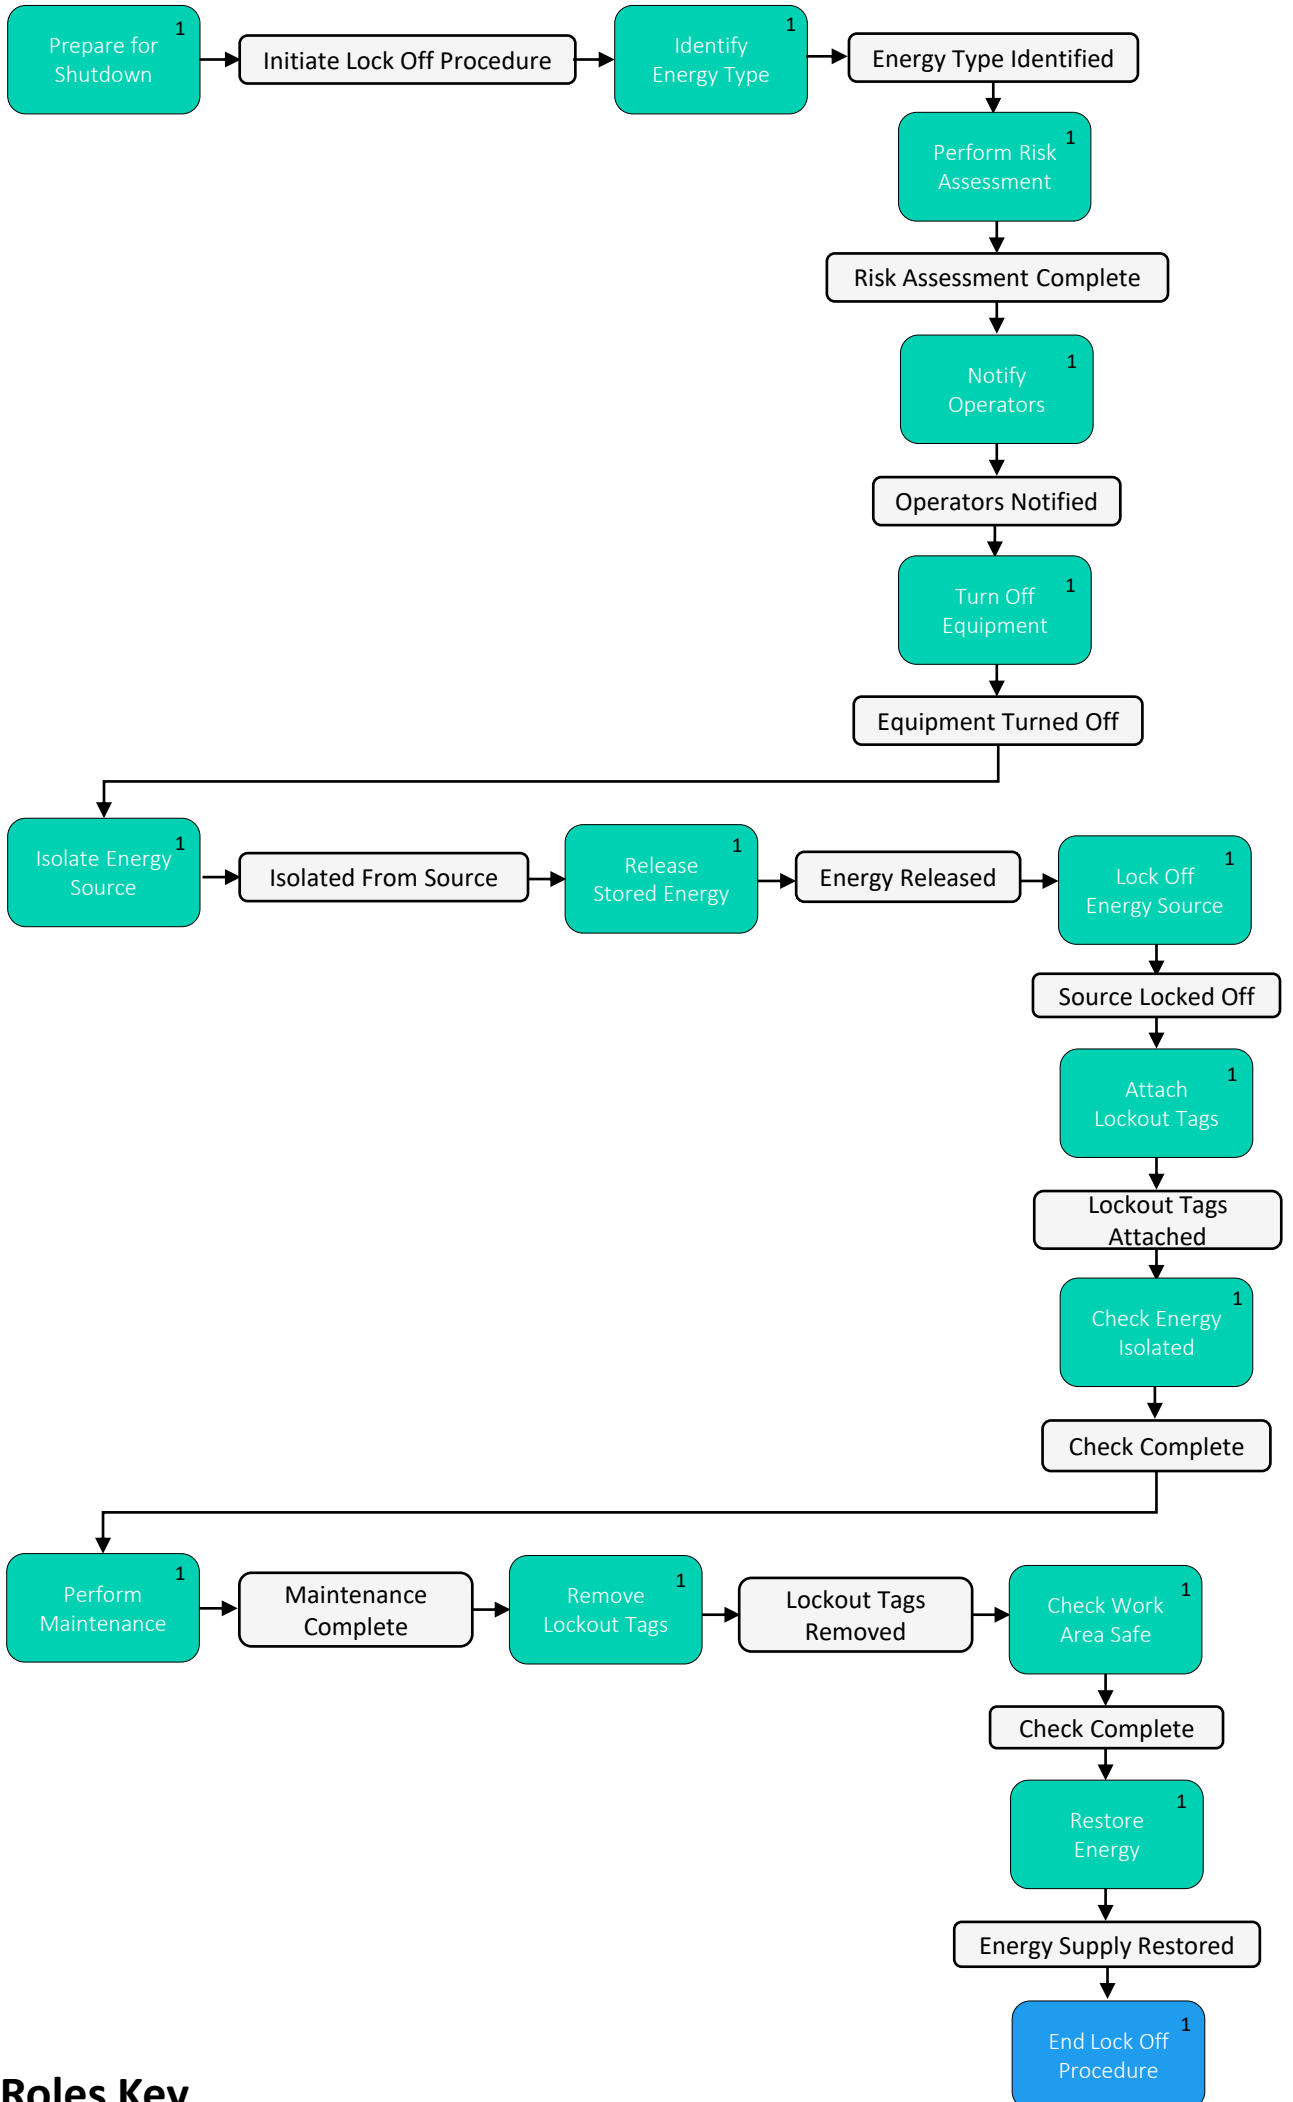 Prepare for
Shutdown
1
Initiate Lock Off Procedure
Identify
Energy Type
1
Energy Type Identified
Perform Risk
Assessment
1
Risk Assessment Complete
Notify
Operators
1
Operators Notified
Turn Off
Equipment
1
Equipment Turned Off
Isolate Energy
Source
1
Isolated From Source
Release
Stored Energy
1
Energy Released
Lock Off
Energy Source
1
Source Locked Off
Attach
Lockout Tags
1
Lockout Tags
Attached
Check Energy
Isolated
1
Check Complete
Perform
Maintenance
1
Maintenance
Complete
Remove
Lockout Tags
1
Lockout Tags
Removed
Check Work
Area Safe
1
Check Complete
Restore
Energy
1
Energy Supply Restored
End Lock Off
Procedure
1
Roles Key